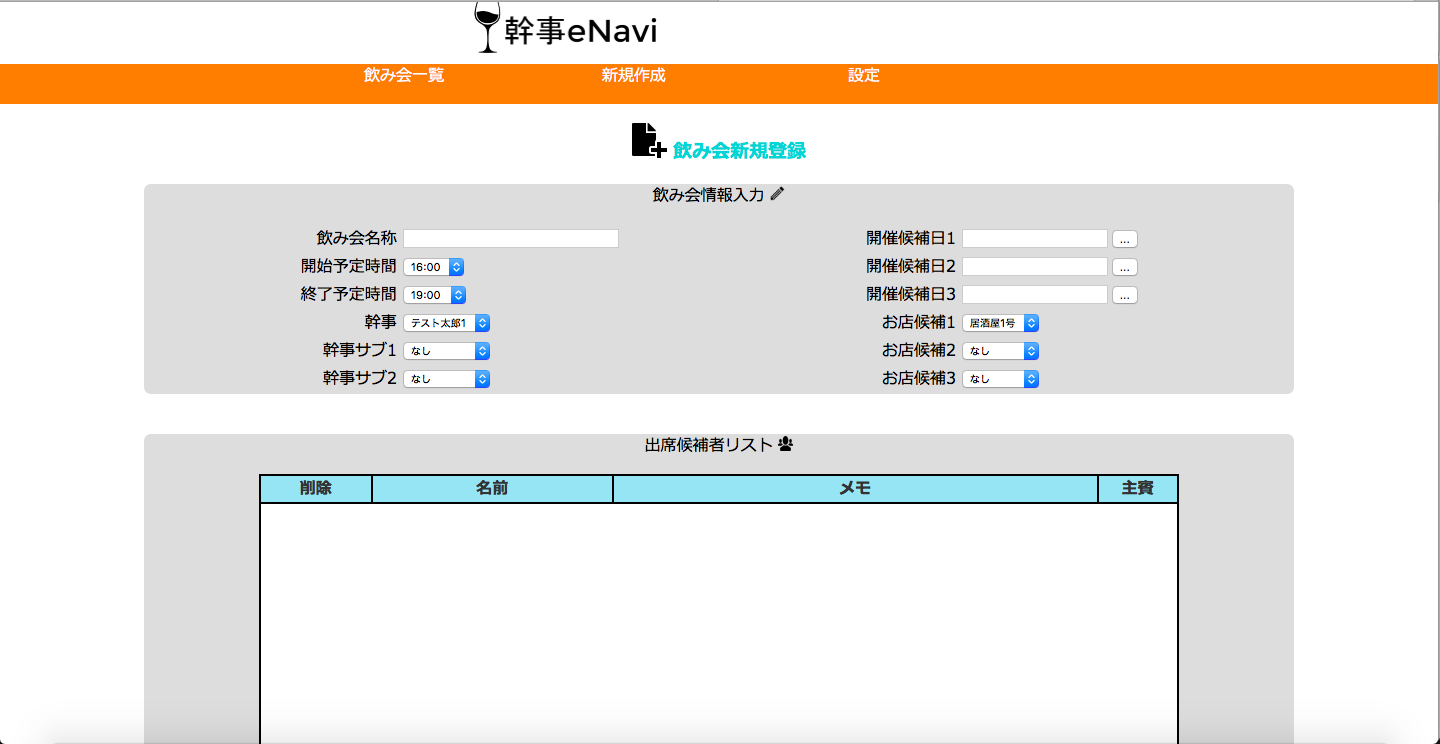 幹事eNavi
飲み会一覧 新規作成 設定
飲み会新規登録
飲み会情報入力
飲み会名称
開始予定時間 16:00
終了予定時間 19:00
幹事 テスト太郎1
幹事サブ1 なし
幹事サブ2 なし
開催候補日1 ...
開催候補日2 ...
開催候補日3 ...
お店候補1 居酒屋1号
お店候補2 なし
お店候補3 なし
出席候補者リスト
削除 名前 メモ 主賓